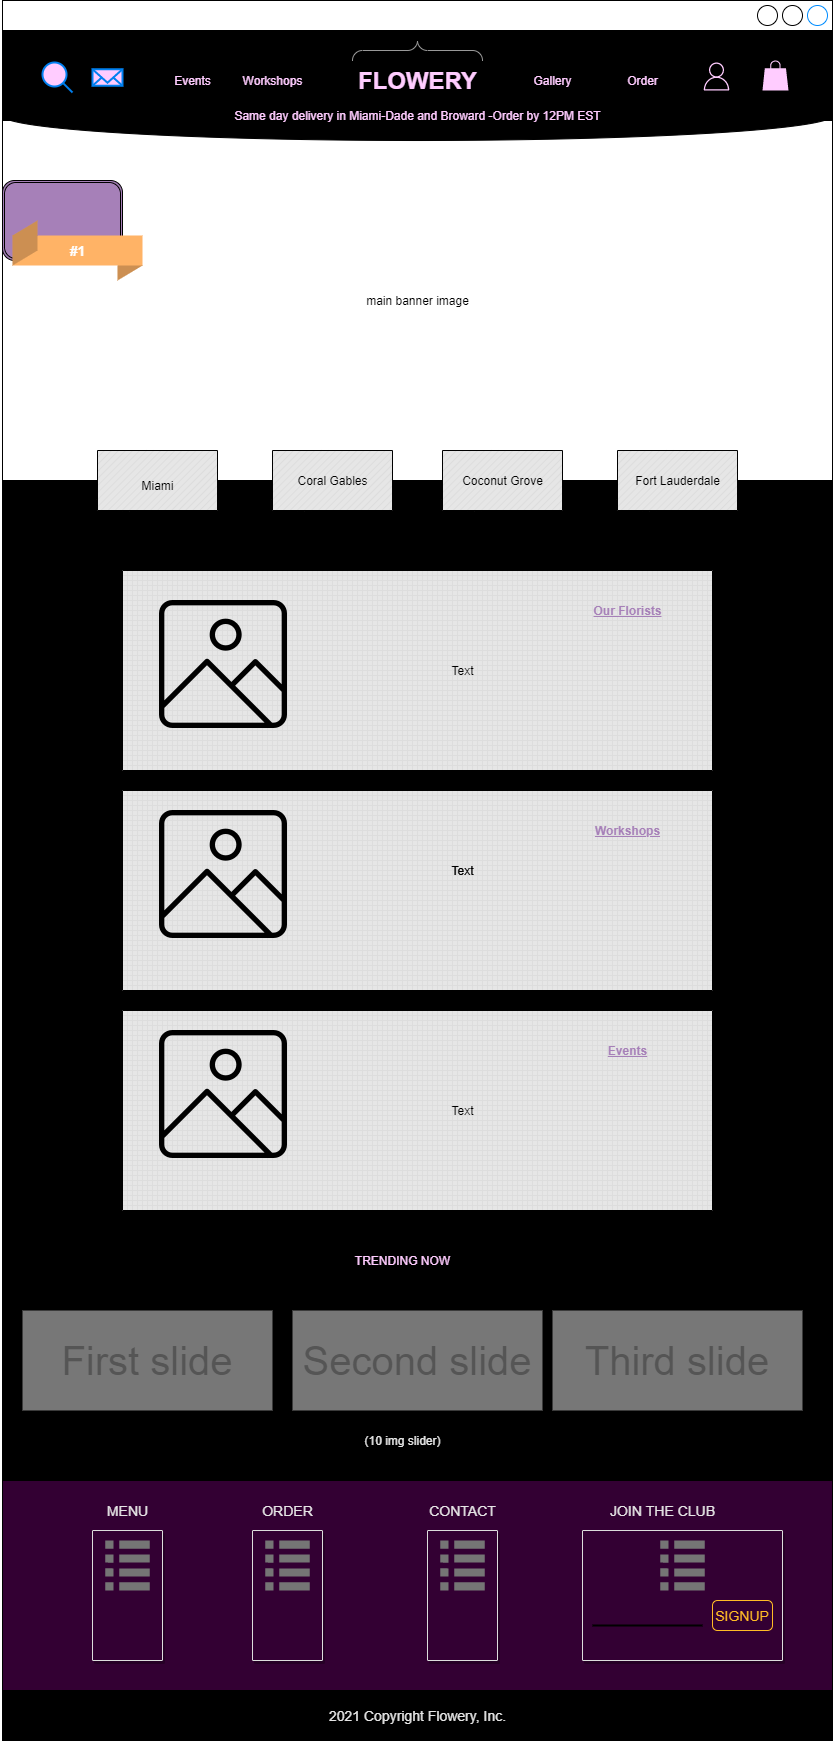 Events Workshops FLOWERY Gallery Order
Same day delivery in Miami-Dade and Broward -Order by 12PM EST
#1
main banner image
Miami Coral Gables Coconut Grove Fort Lauderdale
Our Florists
Text
Workshops
Text
Events
Text
TRENDING NOW
First slide Second slide Third slide
(10 img slider)
MENU ORDER CONTACT JOIN THE CLUB
SIGNUP
2021 Copyright Flowery, Inc.